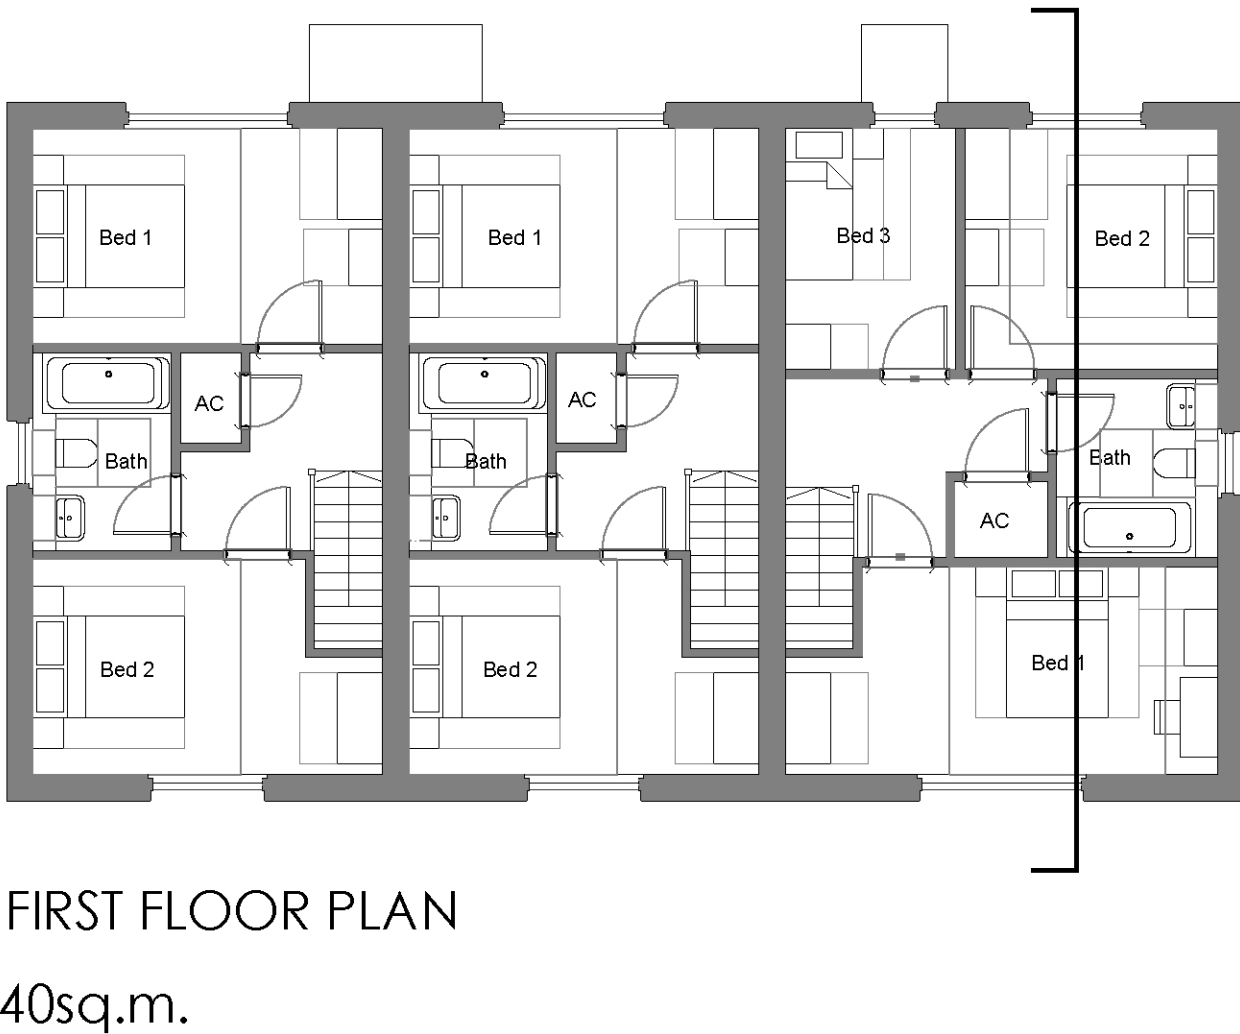 Bed 1
Bed 1
Bed 3
Bed 2
AC
AC
Bath
Bath
Bath
AC
Bed 2
Bed 2
Bed 1
FIRST FLOOR PLAN
40sq.m.